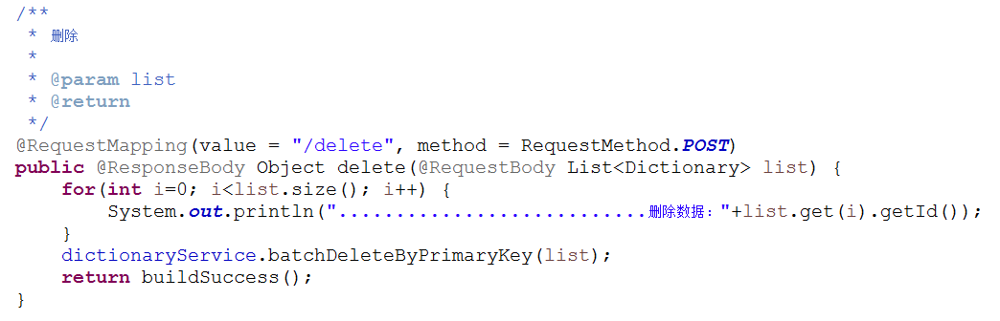 /**
 * 删除
 *
 * @param list
 * @return
 */
@RequestMapping(value = "/delete", method = RequestMethod.POST)
public @ResponseBody Object delete(@RequestBody List<Dictionary> list) {
    for(int i=0; i<list.size(); i++) {
        System.out.println("...........................删除数据："+list.get(i).getId());
    }
    dictionaryService.batchDeleteByPrimaryKey(list);
    return buildSuccess();
}